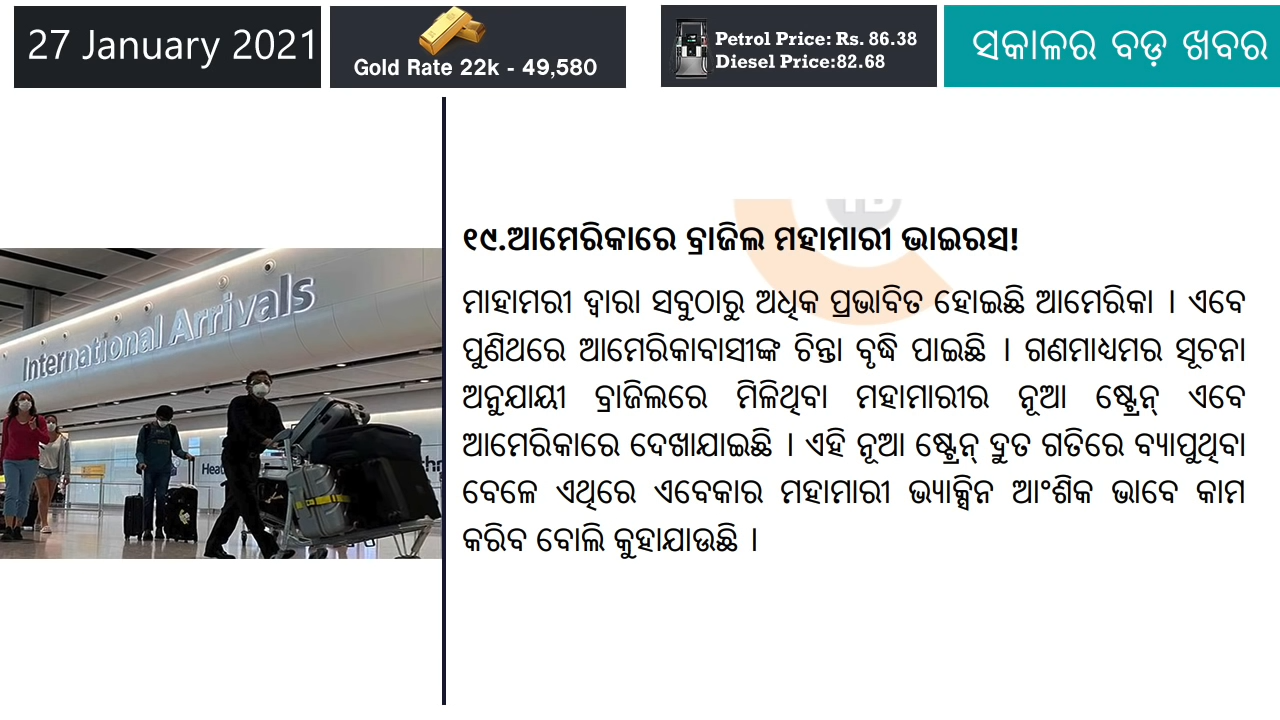 27 January 2021
Gold Rate 22k - 49,580
Petrol Price: Rs. 86.38
Diesel Price:82.68
ସକାଳର ବଡ଼ ଖବର
୧୯.ଆମେରିକାରେ ବ୍ରାଜିଲ ମହାମାରୀ ଭାଇରସ!
ମାହାମରୀ ଦ୍ୱାରା ସବୁଠାରୁ ଅଧିକ ପ୍ରଭାବିତ ହୋଇଛି ଆମେରିକା । ଏବେ
ପୁଣିଥରେ ଆମେରିକାବାସୀଙ୍କ ଚିନ୍ତା ବୃଦ୍ଧି ପାଇଛି । ଗଣମାଧ୍ୟମର ସୂଚନା
ଅନୁଯାୟୀ ବ୍ରାଜିଲରେ ମିଳିଥିବା ମହାମାରୀର ନୂଆ ଷ୍ଟ୍ରେନ୍ ଏବେ
ଆମେରିକାରେ ଦେଖାଯାଇଛି । ଏହି ନୂଆ ଷ୍ଟ୍ରେନ୍ ଦ୍ରୁତ ଗତିରେ ବ୍ୟାପୁଥିବା
ବେଳେ ଏଥିରେ ଏବେକାର ମହାମାରୀ ଭ୍ୟାକ୍ସିନ ଆଂଶିକ ଭାବେ କାମ
କରିବ ବୋଲି କୁହାଯାଉଛି ।
International Arrivals